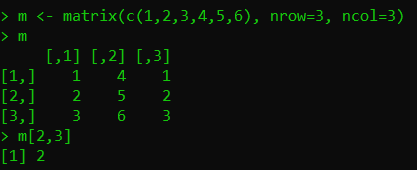 > m <- matrix(c(1,2,3,4,5,6), nrow=3, ncol=3)
> m
     [,1] [,2] [,3]
[1,]    1    4    1
[2,]    2    5    2
[3,]    3    6    3
> m[2,3]
[1] 2